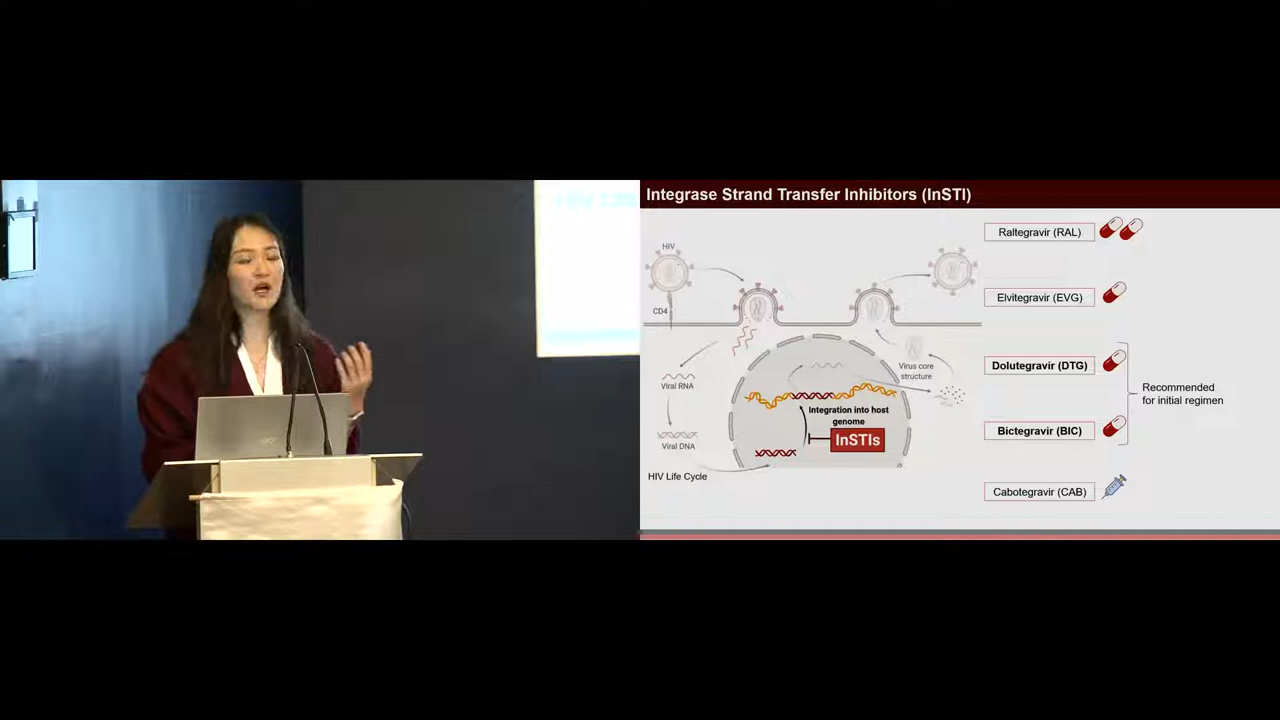 Integrase Strand Transfer Inhibitors (InSTI)
HIV
CD4
Viral RNA
Viral DNA
HIV Life Cycle
Virus core
structure
Integration into host
genome
InSTIs
Raltegravir (RAL)
Elvitegravir (EVG)
Dolutegravir (DTG)
Bictegravir (BIC)
Cabotegravir (CAB)
Recommended
for initial regimen